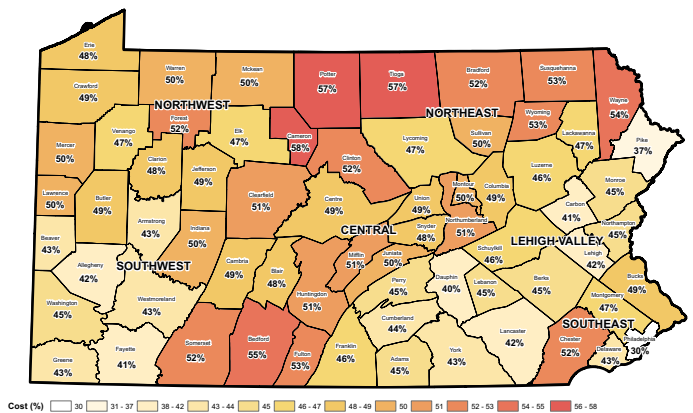 Erie
48%
Crawford
49%
Warren
50%
Mckean
50%
Potter
57%
Tioga
57%
Bradford
52%
Susquehanna
53%
Wayne
54%
NORTHWEST
Forest
52%
Venango
47%
Elk
47%
Cameron
58%
NORTHEAST
Wyoming
53%
Lackawanna
47%
Pike
37%
Mercer
50%
Clarion
48%
Jefferson
49%
Clinton
52%
Lycoming
47%
Sullivan
50%
Luzerne
46%
Monroe
45%
Lawrence
50%
Butler
49%
Armstrong
43%
Clearfield
51%
Centre
49%
Union
49%
Montour
50%
Columbia
49%
Carbon
41%
Northampton
45%
Beaver
43%
Allegheny
42%
Indiana
50%
CENTRAL
Snyder
48%
Northumberland
51%
LEHIGH VALLEY
Lehigh
42%
SOUTHWEST
Cambria
49%
Blair
48%
Mifflin
51%
Juniata
50%
Schuylkill
46%
Bucks
49%
Washington
45%
Westmoreland
43%
Huntingdon
51%
Perry
45%
Dauphin
40%
Lebanon
45%
Berks
45%
Montgomery
47%
Greene
43%
Fayette
41%
Somerset
52%
Bedford
55%
Fulton
53%
Franklin
46%
Cumberland
44%
Adams
45%
York
43%
Lancaster
42%
Chester
52%
SOUTHEAST
Delaware
43%
Philadelphia
30%
Cost (%) 30 31 - 37 38 - 42 43 - 44 45 46 - 47 48 - 49 50 51 52 - 53 54 - 55 56 - 58